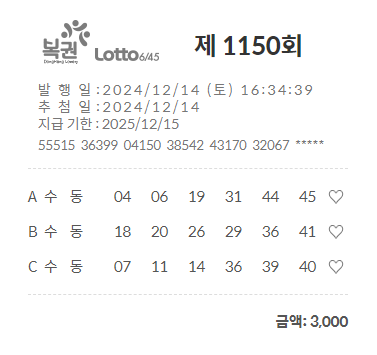 복권 Lotto6/45 제 1150회
DongHang Lottery
발 행 일 : 2024/12/14 (토) 16:34:39
추 첨 일 : 2024/12/14
지급 기한 : 2025/12/15
55515 36399 04150 38542 43170 32067 *****
A 수 동 04 06 19 31 44 45
B 수 동 18 20 26 29 36 41
C 수 동 07 11 14 36 39 40
금액: 3,000